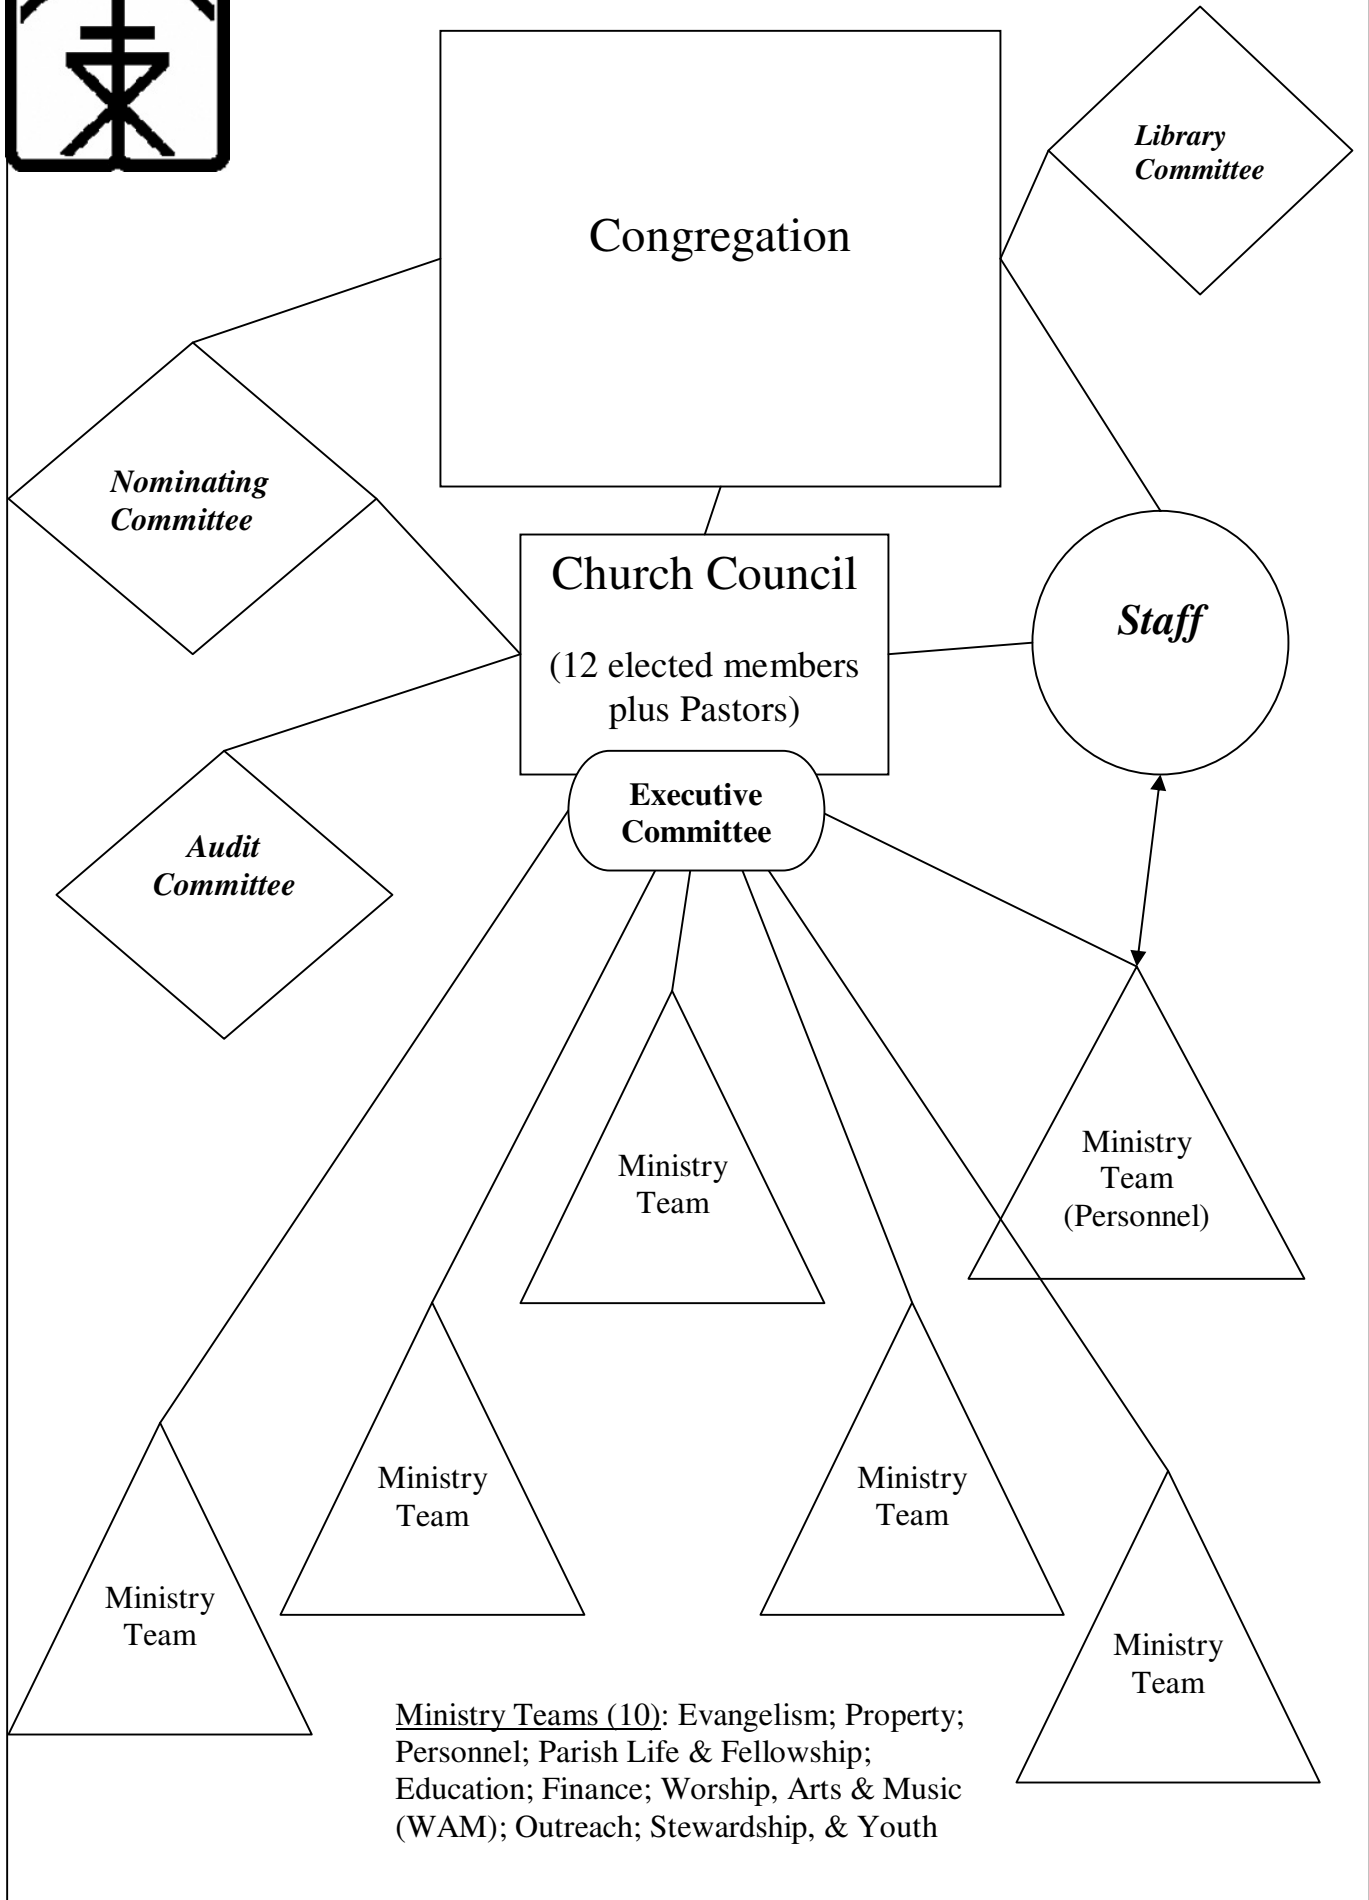 Library
Committee
Congregation
Nominating
Committee
Church Council
(12 elected members
plus Pastors)
Staff
Executive
Committee
Audit
Committee
Ministry
Team
Ministry
Team
(Personnel)
Ministry
Team
Ministry
Team
Ministry
Team
Ministry
Team
Ministry Teams (10): Evangelism; Property;
Personnel; Parish Life & Fellowship;
Education; Finance; Worship, Arts & Music
(WAM); Outreach; Stewardship, & Youth